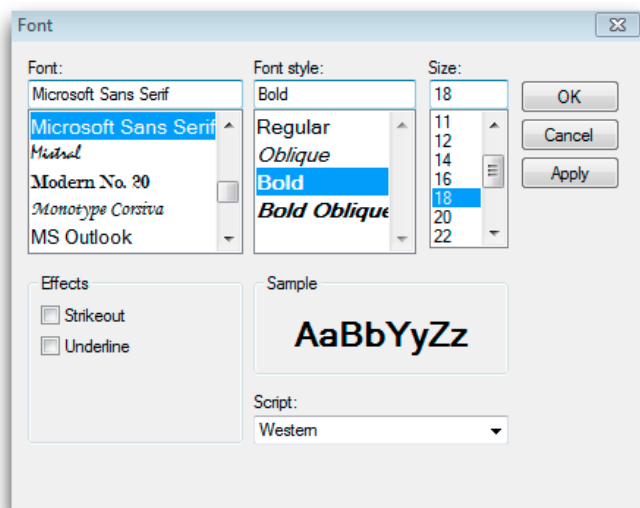 Font
Font:
Microsoft Sans Serif
Microsoft Sans Serif
Mistral
Modern No. 20
Monotype Corsiva
MS Outlook
Font style:
Bold
Regular
Oblique
Bold
Bold Oblique
Size:
18
11
12
14
16
18
20
22
OK
Cancel
Apply
Effects
Strikeout
Underline
Sample
AaBbYyZz
Script:
Western